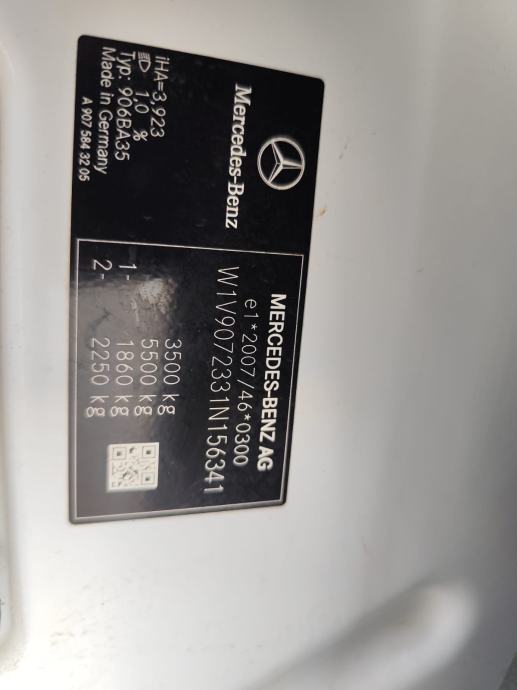 Mercedes-Benz
iHA=3,923
1,0 %
Typ: 906BA35
Made in Germany
A 907 584 32 05
MERCEDES-BENZ AG
e1*2007/46*0300
W1V9072331N156341
3500 kg
5500 kg
1- 1860 kg
2- 2250 kg